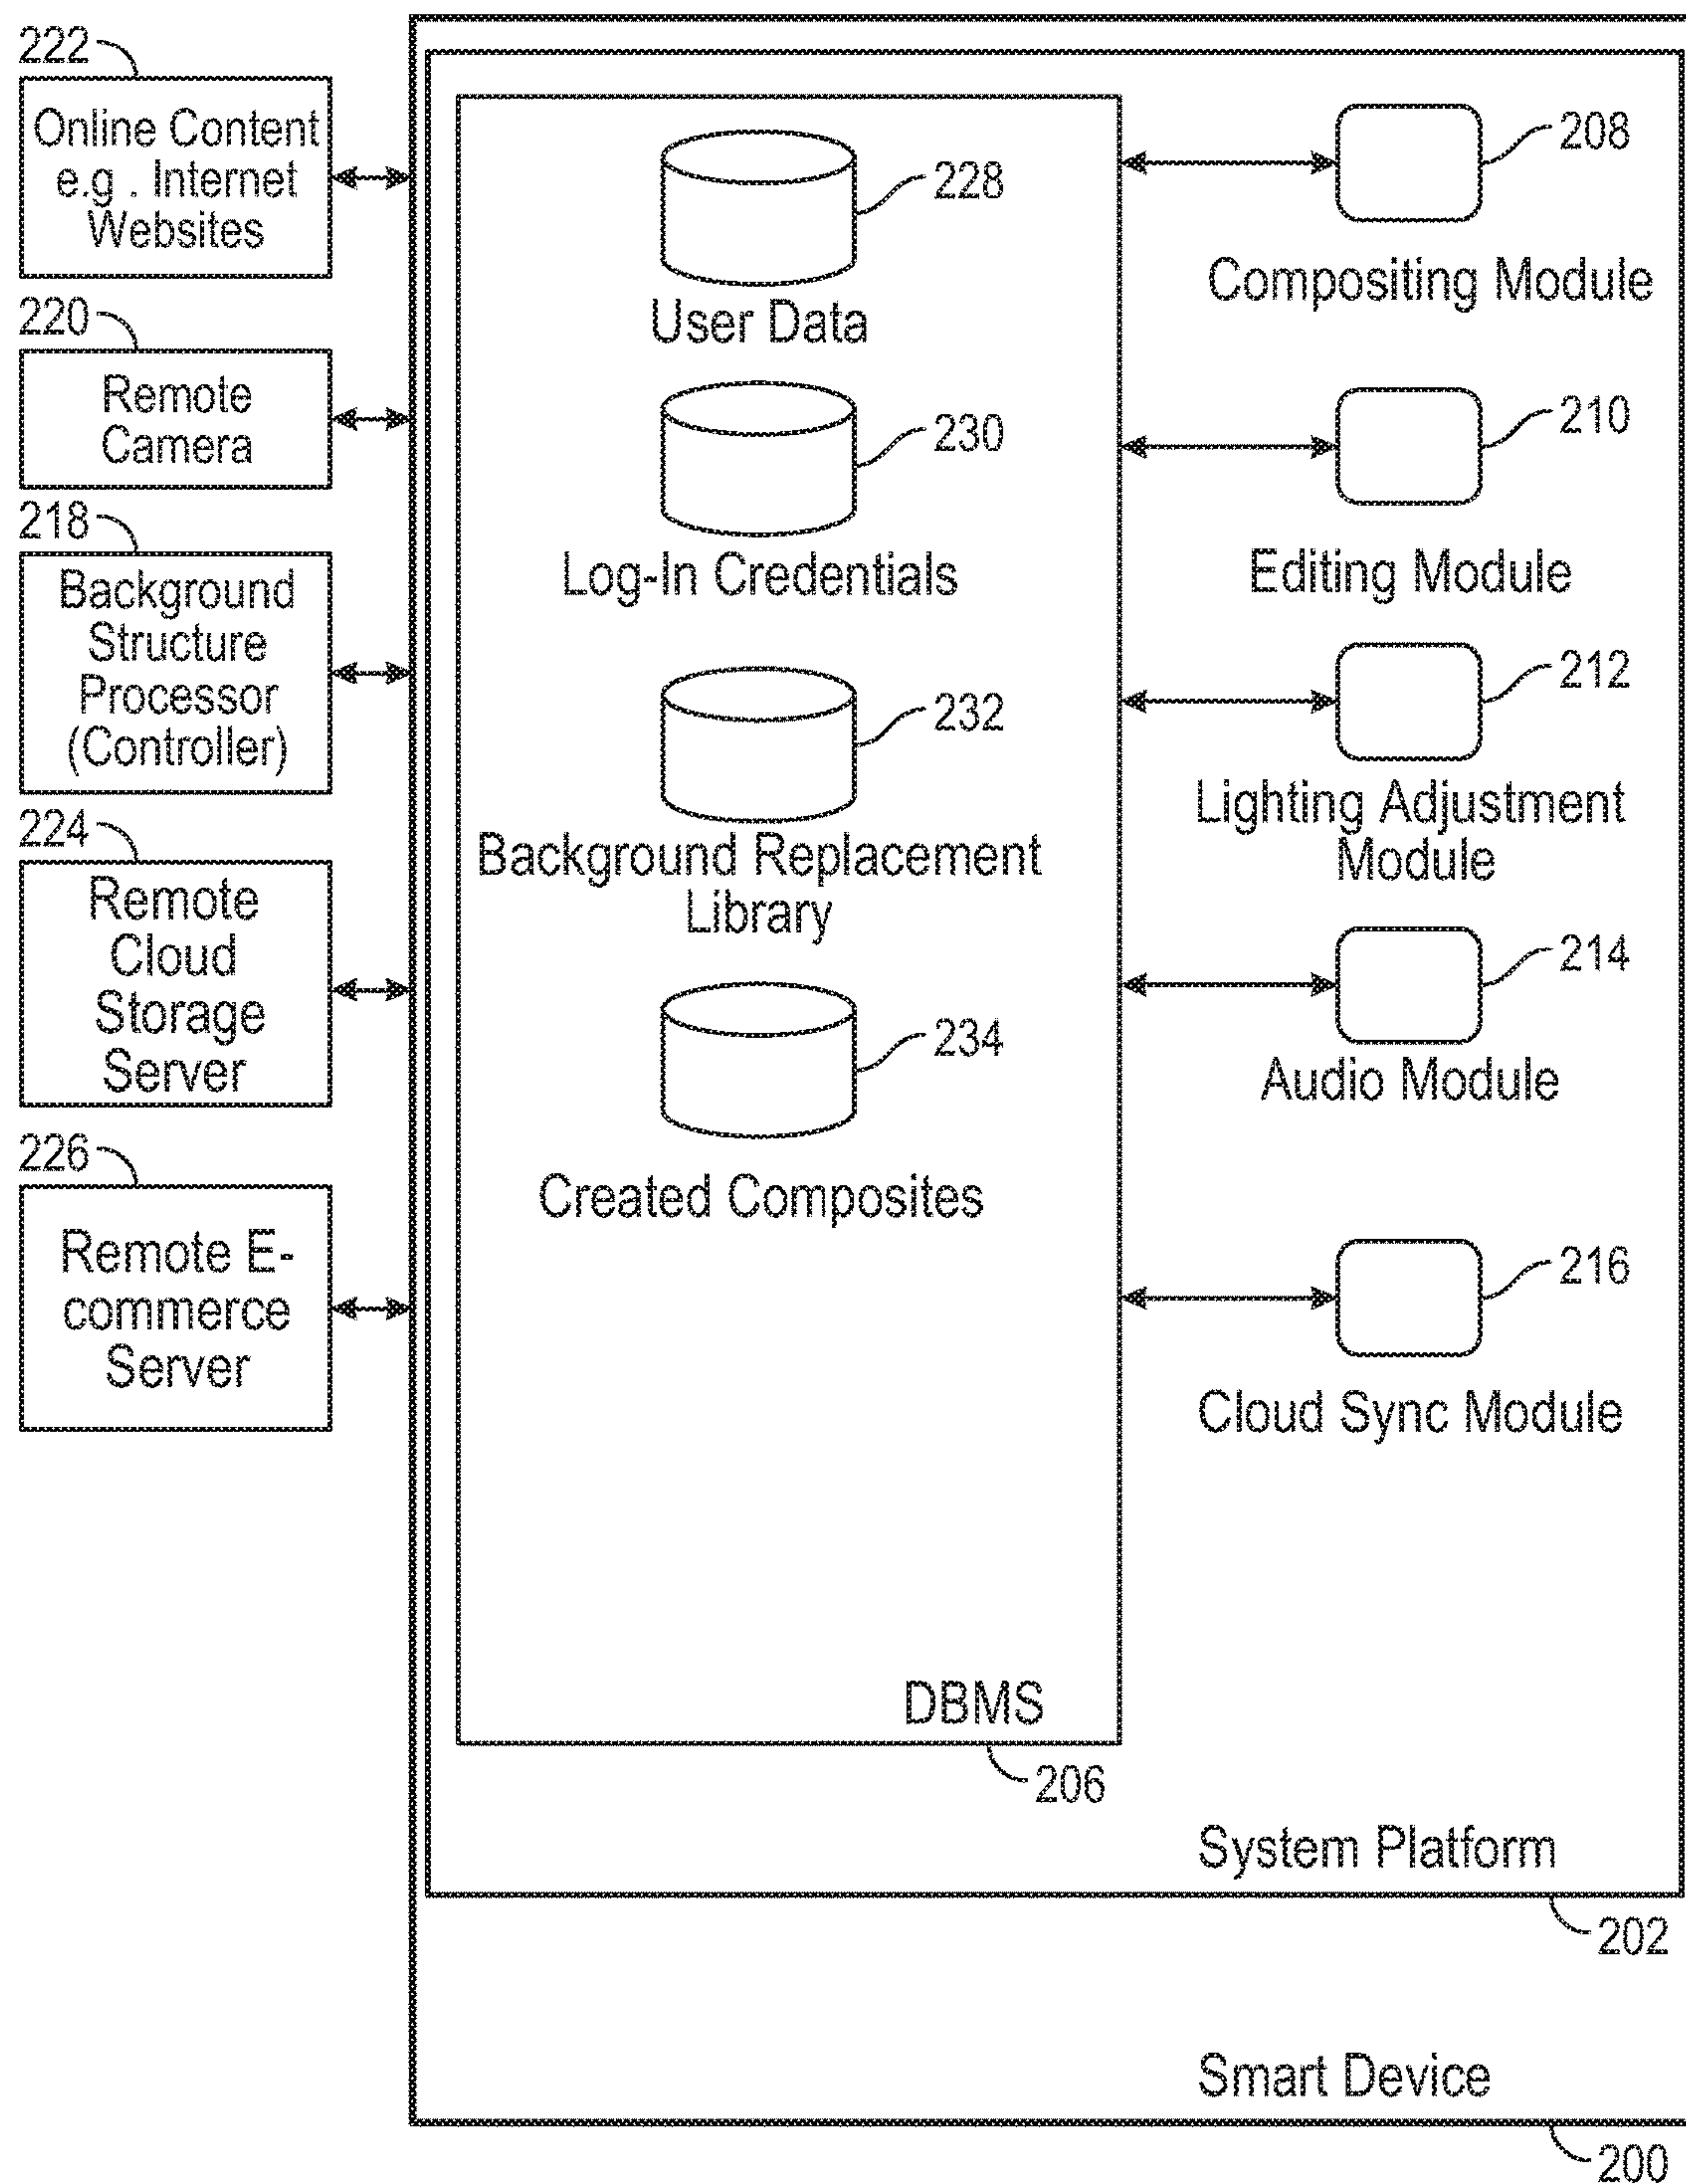 222
Online Content
e.g . Internet
Websites
220
Remote
Camera
218
Background
Structure
Processor
(Controller)
224
Remote
Cloud
Storage
Server
226
Remote E-
commerce
Server
228
User Data
230
Log-In Credentials
232
Background Replacement
Library
234
Created Composites
DBMS
206
208
Compositing Module
210
Editing Module
212
Lighting Adjustment
Module
214
Audio Module
216
Cloud Sync Module
System Platform
202
Smart Device
200